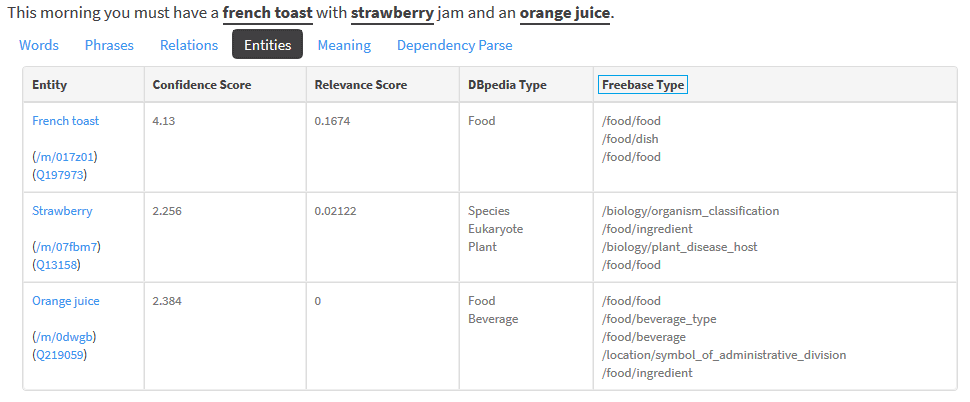 This morning you must have a french toast with strawberry jam and an orange juice.
Words Phrases Relations Entities Meaning Dependency Parse
Entity Confidence Score Relevance Score DBpedia Type Freebase Type
French toast 4.13 0.1674 Food /food/food
/food/dish
(/m/017z01) /food/food
(Q197973)
Strawberry 2.256 0.02122 Species /biology/organism_classification
Eukaryote /food/ingredient
(/m/07fbm7) Plant /biology/plant_disease_host
(Q13158) /food/food
Orange juice 2.384 0 Food /food/food
Beverage /food/beverage_type
(/m/0dwgb) /food/beverage
(Q219059) /location/symbol_of_administrative_division
/food/ingredient